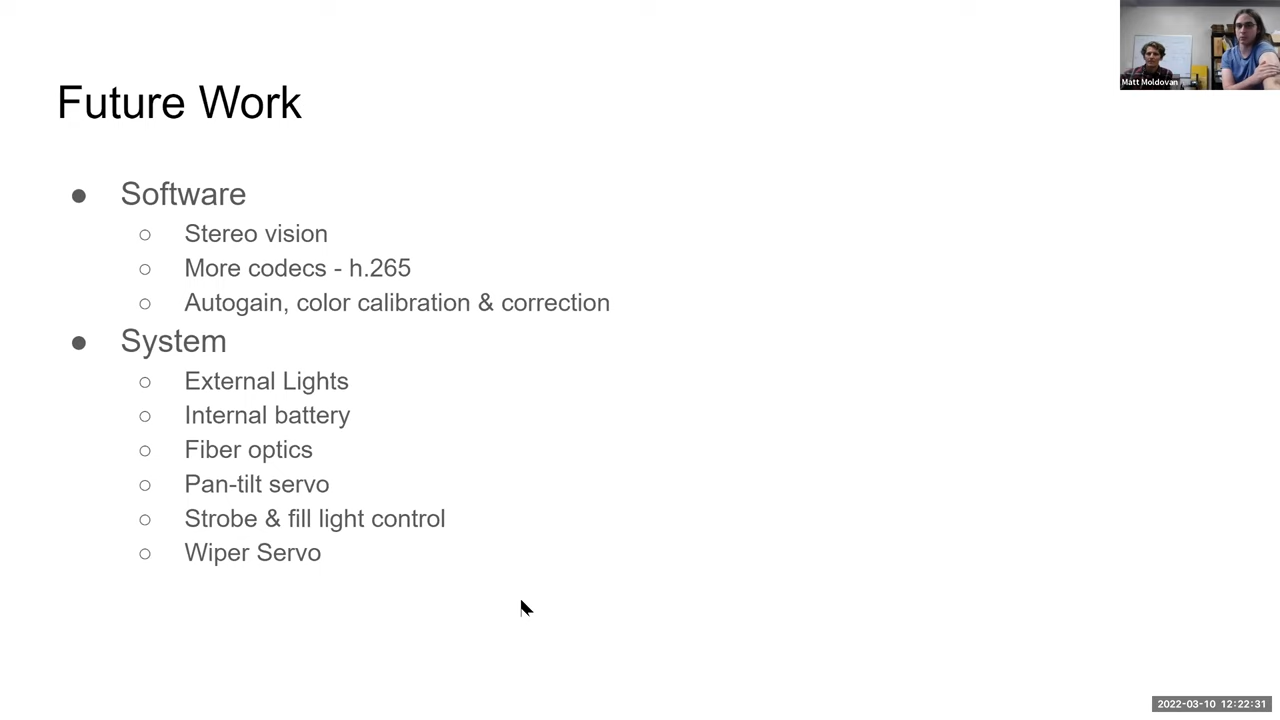 Future Work
Matt Moldovan
● Software
○ Stereo vision
○ More codecs - h.265
○ Autogain, color calibration & correction
● System
○ External Lights
○ Internal battery
○ Fiber optics
○ Pan-tilt servo
○ Strobe & fill light control
○ Wiper Servo
2022-03-10 12:22:31